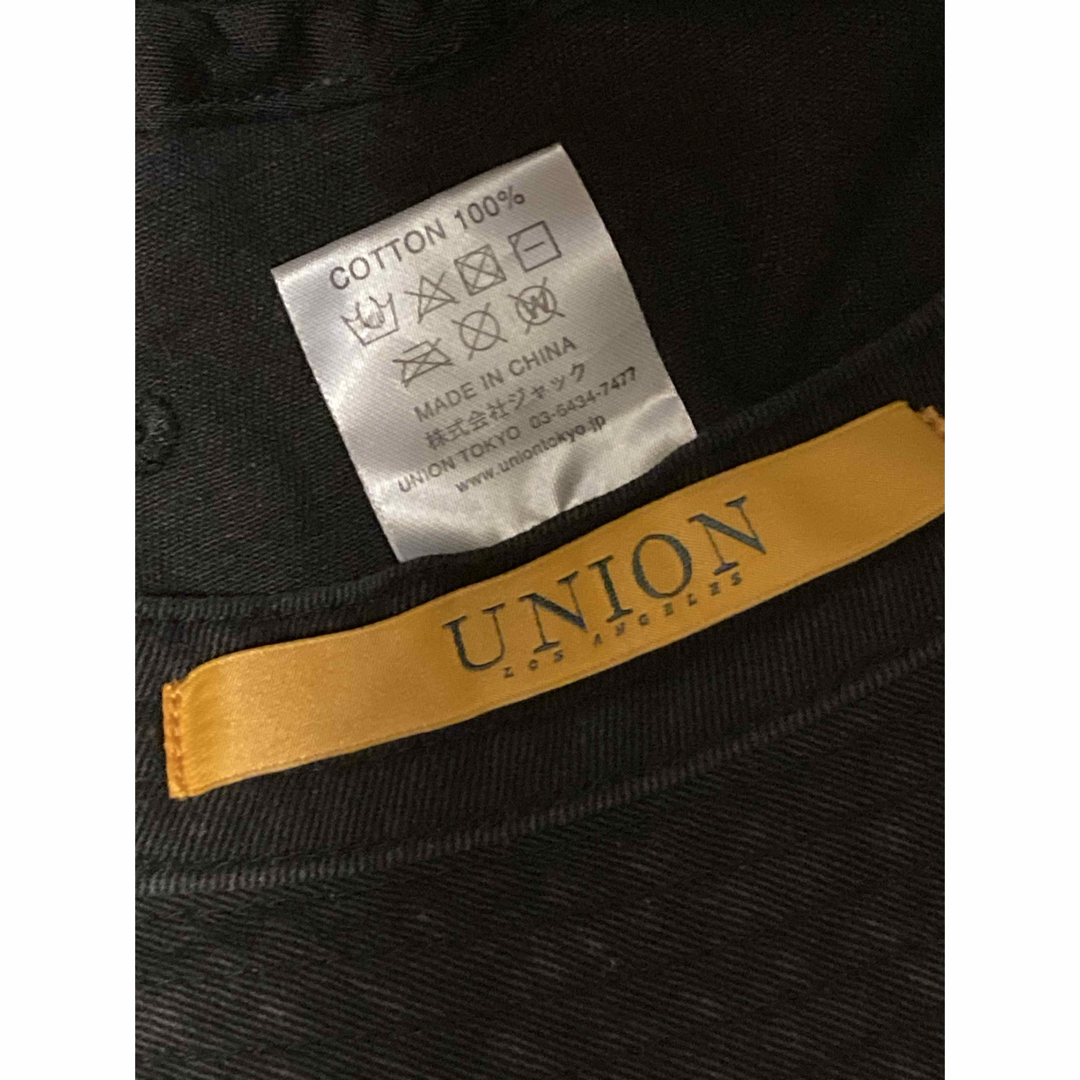 COTTON 100%
W
MADE IN CHINA
株式会社ジャック
UNION TOKYO 03-6434-7477
www.uniontokyo.jp
UNION
LOS ANGELES